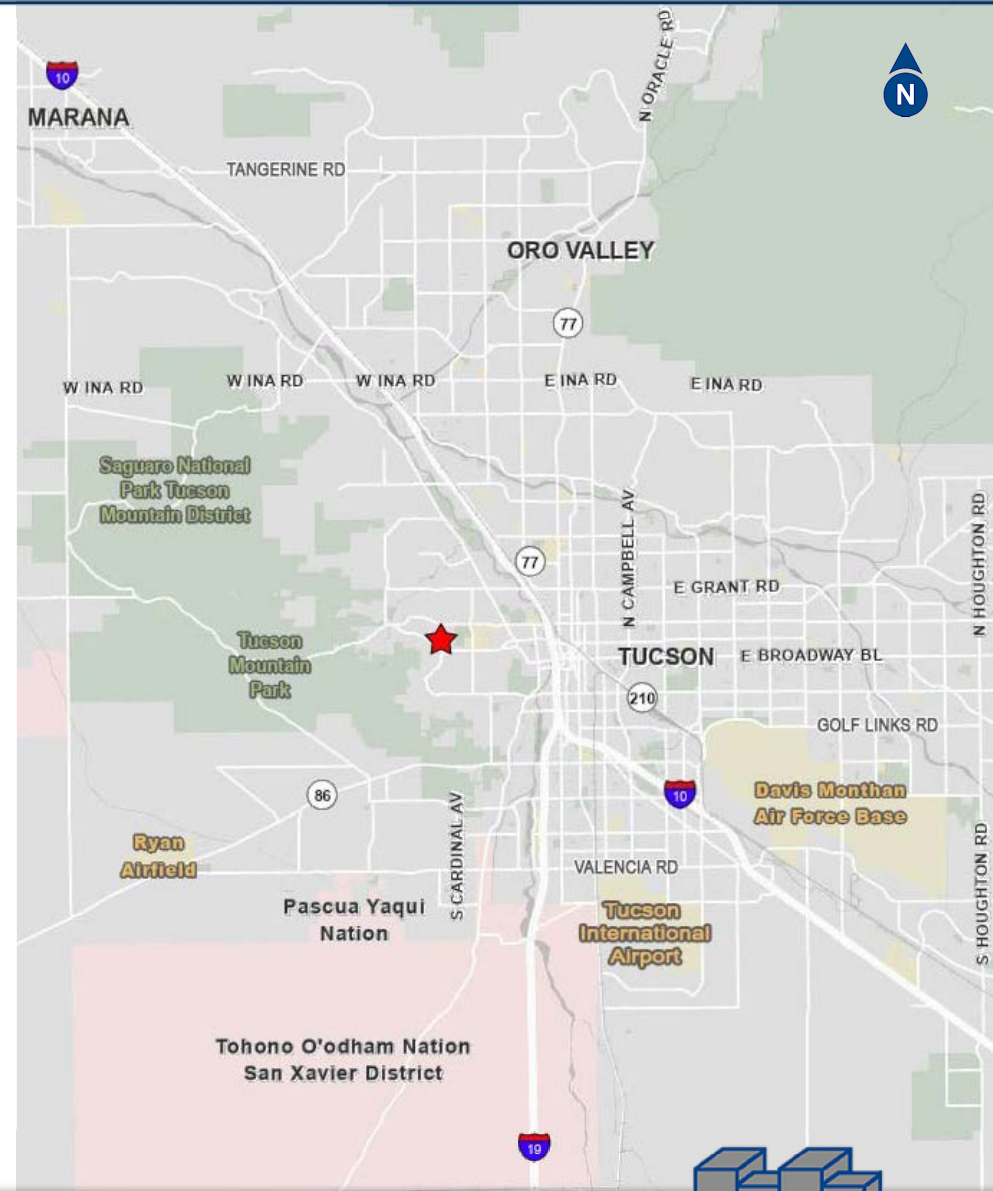 N ORACLE RD
10
N
MARANA
TANGERINE RD
ORO VALLEY
77
W INA RD
W INA RD
W INA RD
E INA RD
E INA RD
Saguaro National
Park Tucson
Mountain District
N CAMPBELL AV
N HOUGHTON RD
77
E GRANT RD
Tucson
Mountain
Park
TUCSON
E BROADWAY BL
210
GOLF LINKS RD
86
10
Davis Monthan
Air Force Base
Ryan
Airfield
S CARDINAL AV
VALENCIA RD
S HOUGHTON RD
Pascua Yaqui
Nation
Tucson
International
Airport
Tohono O'odham Nation
San Xavier District
19